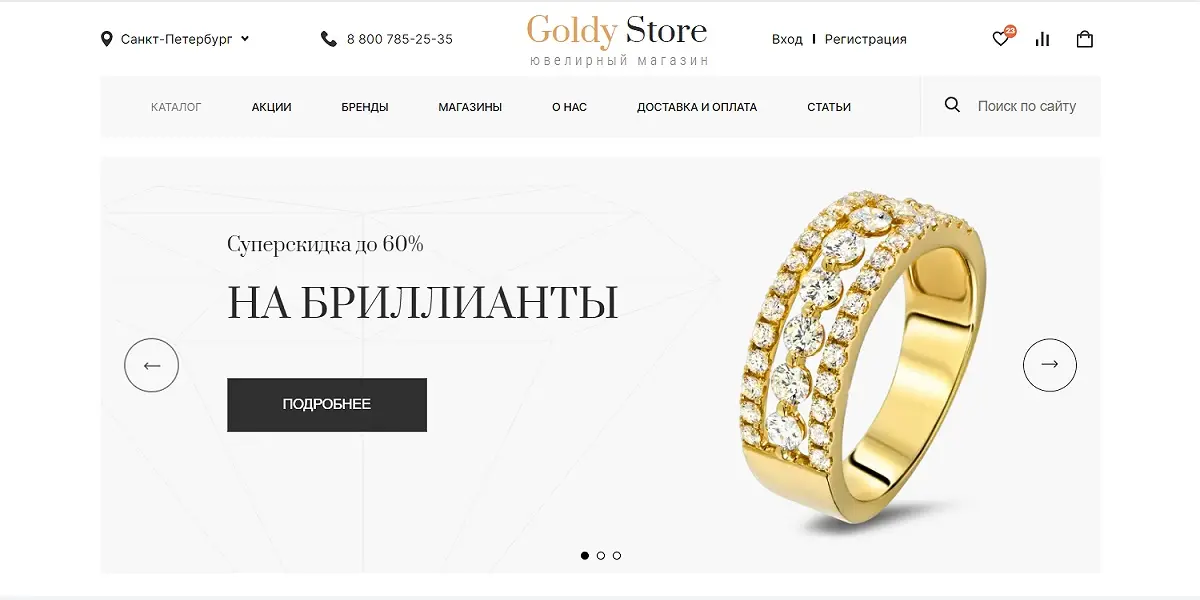 Санкт-Петербург
8 800 785-25-35
Goldy Store
ювелирный магазин
Вход
Регистрация
23
КАТАЛОГ
АКЦИИ
БРЕНДЫ
МАГАЗИНЫ
О НАС
ДОСТАВКА И ОПЛАТА
СТАТЬИ
Поиск по сайту
Суперскидка до 60%
НА БРИЛЛИАНТЫ
ПОДРОБНЕЕ